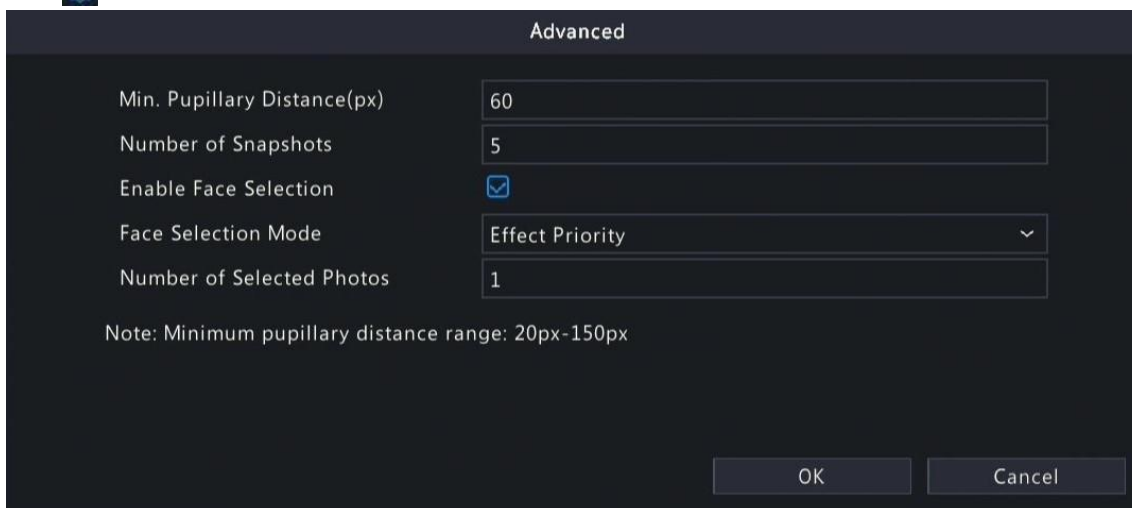 Advanced
Min. Pupillary Distance(px) 60
Number of Snapshots 5
Enable Face Selection
Face Selection Mode Effect Priority
Number of Selected Photos 1
Note: Minimum pupillary distance range: 20px-150px
OK Cancel